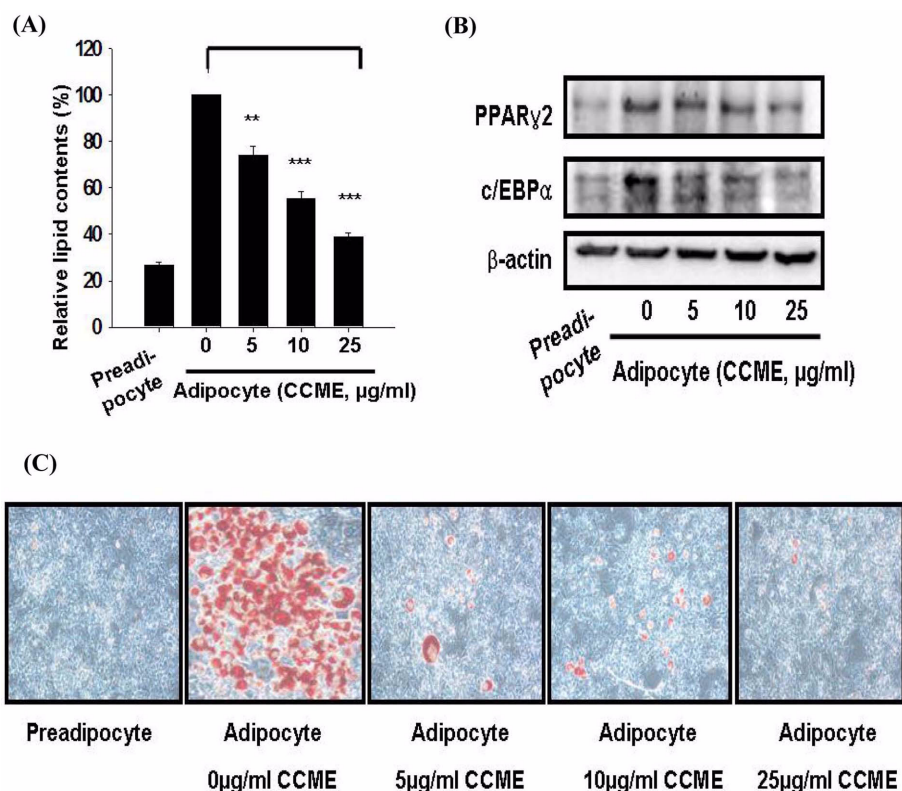 (A)
Relative lipid contents (%)
120
100
80
60
40
20
0
**
***
***
0 5 10 25
Preadi-
pocyte
Adipocyte (CCME, µg/ml)
(B)
PPARɣ2
c/EBPα
β-actin
0 5 10 25
Preadi-
pocyte
Adipocyte (CCME, µg/ml)
(C)
Preadipocyte
Adipocyte
0µg/ml CCME
Adipocyte
5µg/ml CCME
Adipocyte
10µg/ml CCME
Adipocyte
25µg/ml CCME